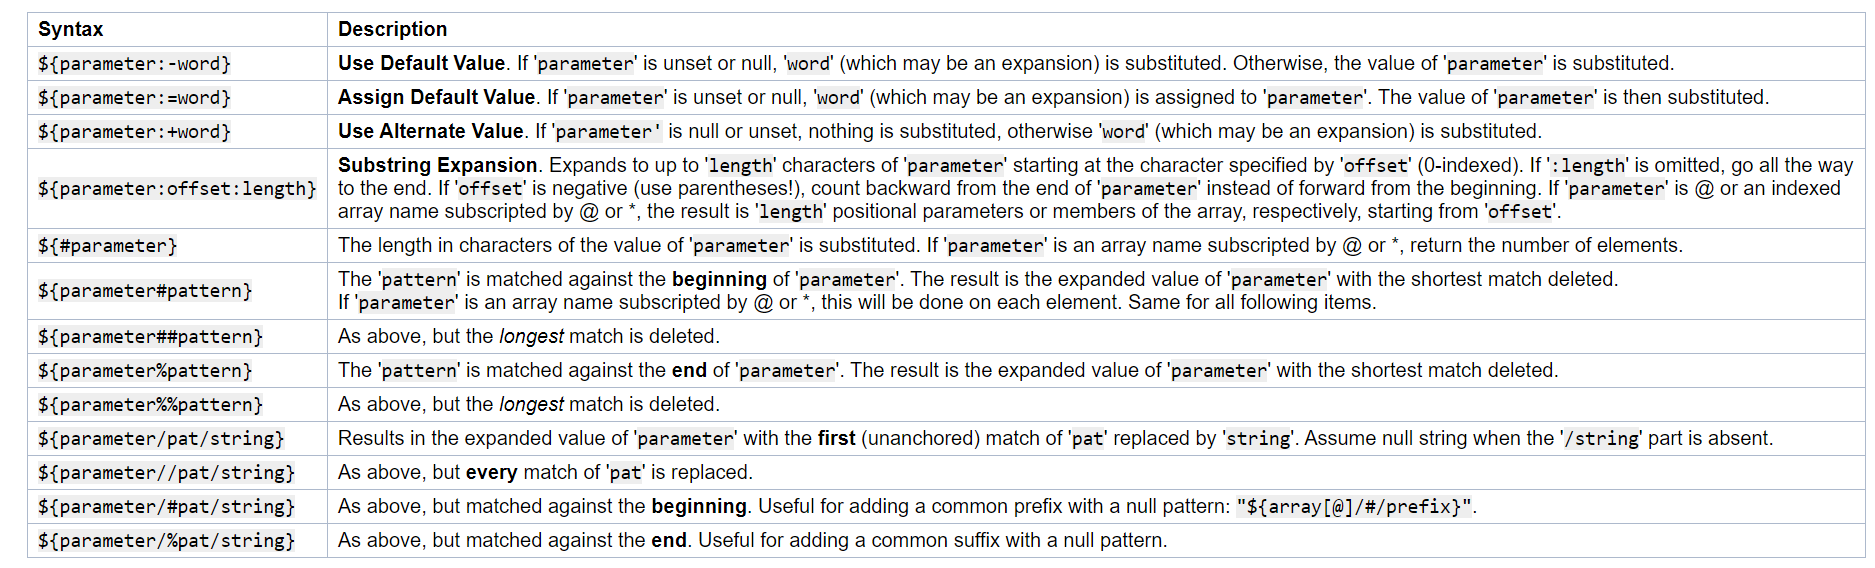 Syntax Description
${parameter:-word} Use Default Value. If 'parameter' is unset or null, 'word' (which may be an expansion) is substituted. Otherwise, the value of 'parameter' is substituted.
${parameter:=word} Assign Default Value. If 'parameter' is unset or null, 'word' (which may be an expansion) is assigned to 'parameter'. The value of 'parameter' is then substituted.
${parameter:+word} Use Alternate Value. If 'parameter' is null or unset, nothing is substituted, otherwise 'word' (which may be an expansion) is substituted.
${parameter:offset:length} Substring Expansion. Expands to up to 'length' characters of 'parameter' starting at the character specified by 'offset' (0-indexed). If ':length' is omitted, go all the way
to the end. If 'offset' is negative (use parentheses!), count backward from the end of 'parameter' instead of forward from the beginning. If 'parameter' is @ or an indexed
array name subscripted by @ or *, the result is 'length' positional parameters or members of the array, respectively, starting from 'offset'.
${#parameter} The length in characters of the value of 'parameter' is substituted. If 'parameter' is an array name subscripted by @ or *, return the number of elements.
${parameter#pattern} The 'pattern' is matched against the beginning of 'parameter'. The result is the expanded value of 'parameter' with the shortest match deleted.
If 'parameter' is an array name subscripted by @ or *, this will be done on each element. Same for all following items.
${parameter##pattern} As above, but the longest match is deleted.
${parameter%pattern} The 'pattern' is matched against the end of 'parameter'. The result is the expanded value of 'parameter' with the shortest match deleted.
${parameter%%pattern} As above, but the longest match is deleted.
${parameter/pat/string} Results in the expanded value of 'parameter' with the first (unanchored) match of 'pat' replaced by 'string'. Assume null string when the '/string' part is absent.
${parameter//pat/string} As above, but every match of 'pat' is replaced.
${parameter/#pat/string} As above, but matched against the beginning. Useful for adding a common prefix with a null pattern: "${array[@]/#/prefix}".
${parameter/%pat/string} As above, but matched against the end. Useful for adding a common suffix with a null pattern.